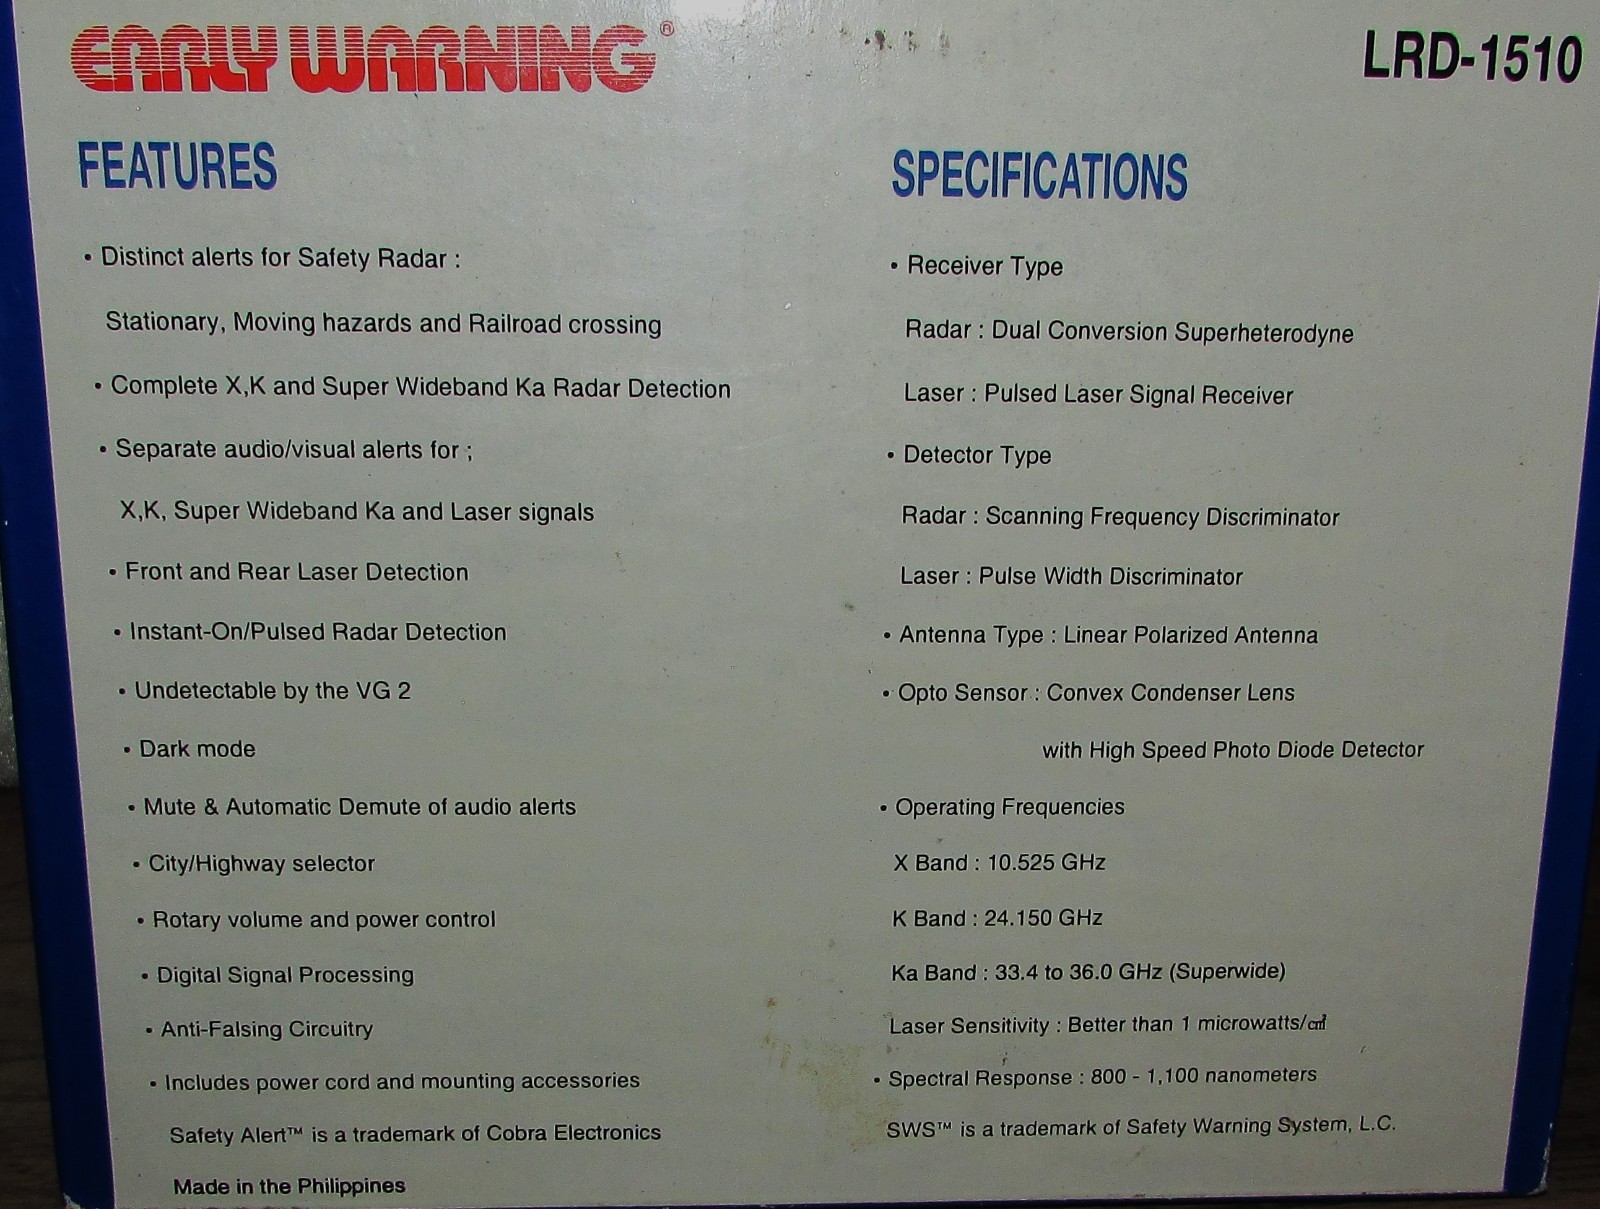 EARLY WARNING®
LRD-1510
FEATURES
• Distinct alerts for Safety Radar :
Stationary, Moving hazards and Railroad crossing
• Complete X,K and Super Wideband Ka Radar Detection
• Separate audio/visual alerts for ;
X,K, Super Wideband Ka and Laser signals
• Front and Rear Laser Detection
• Instant-On/Pulsed Radar Detection
• Undetectable by the VG 2
• Dark mode
• Mute & Automatic Demute of audio alerts
• City/Highway selector
• Rotary volume and power control
• Digital Signal Processing
• Anti-Falsing Circuitry
• Includes power cord and mounting accessories
Safety Alert™ is a trademark of Cobra Electronics
Made in the Philippines
SPECIFICATIONS
• Receiver Type
Radar : Dual Conversion Superheterodyne
Laser : Pulsed Laser Signal Receiver
• Detector Type
Radar : Scanning Frequency Discriminator
Laser : Pulse Width Discriminator
• Antenna Type : Linear Polarized Antenna
• Opto Sensor : Convex Condenser Lens
with High Speed Photo Diode Detector
• Operating Frequencies
X Band : 10.525 GHz
K Band : 24.150 GHz
Ka Band : 33.4 to 36.0 GHz (Superwide)
Laser Sensitivity : Better than 1 microwatts/㎠
• Spectral Response : 800 - 1,100 nanometers
SWS™ is a trademark of Safety Warning System, L.C.